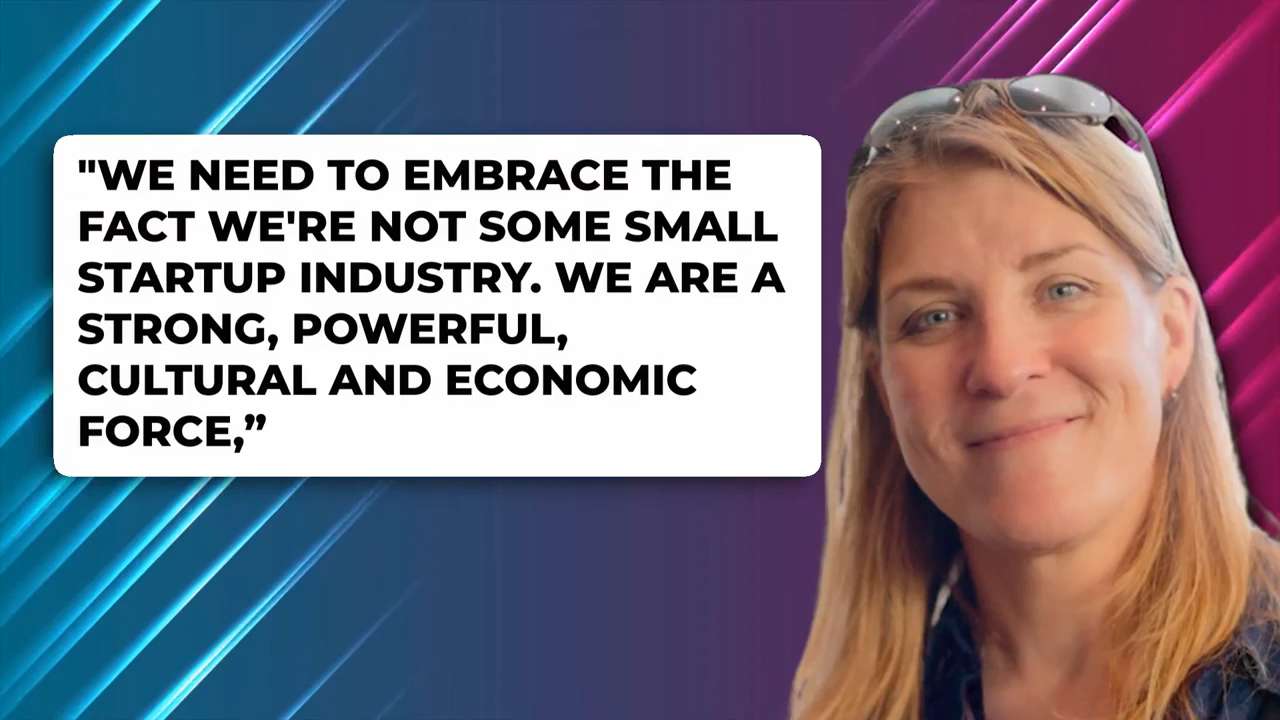 "WE NEED TO EMBRACE THE
FACT WE'RE NOT SOME SMALL
STARTUP INDUSTRY. WE ARE A
STRONG, POWERFUL,
CULTURAL AND ECONOMIC
FORCE,”